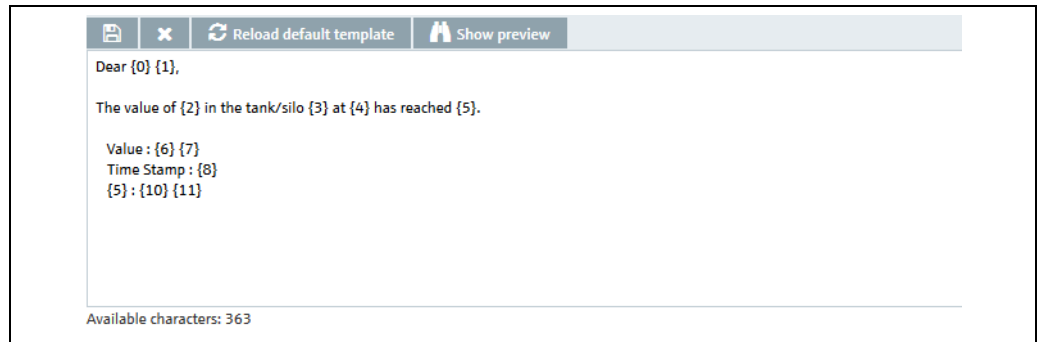 Reload default template Show preview
Dear {0} {1},
The value of {2} in the tank/silo {3} at {4} has reached {5}.
Value : {6} {7}
Time Stamp : {8}
{5} : {10} {11}
Available characters: 363